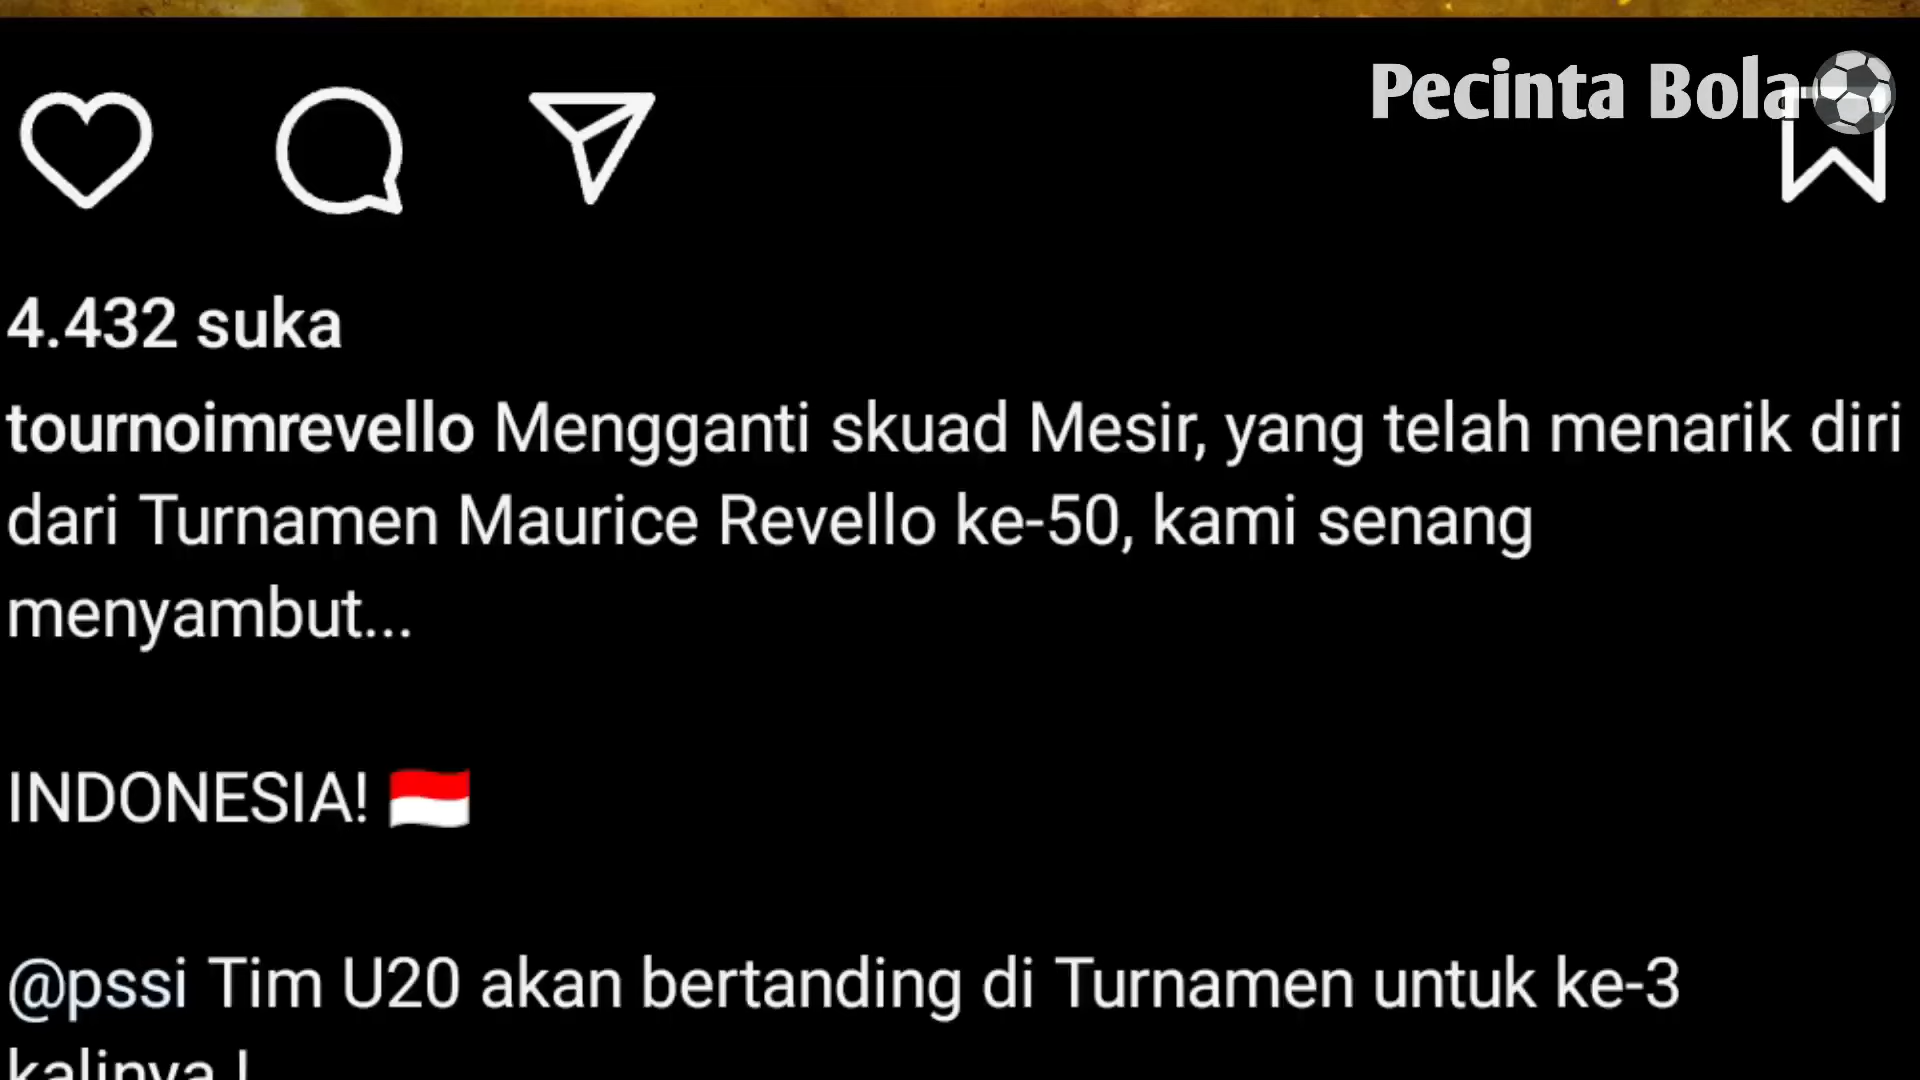 Pecinta Bola
4.432 suka
tournoimrevello Mengganti skuad Mesir, yang telah menarik diri
dari Turnamen Maurice Revello ke-50, kami senang
menyambut...
INDONESIA! 🇮🇩
@pssi Tim U20 akan bertanding di Turnamen untuk ke-3
kalinya !